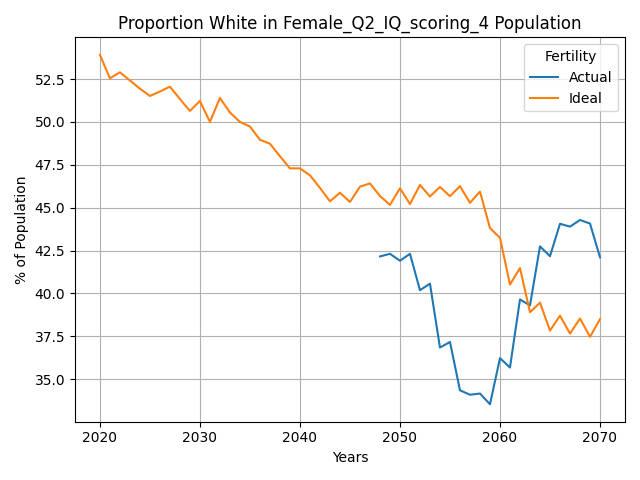 Proportion White in Female_Q2_IQ_scoring_4 Population
Fertility
Actual
Ideal
% of Population
52.5
50.0
47.5
45.0
42.5
40.0
37.5
35.0
2020 2030 2040 2050 2060 2070
Years